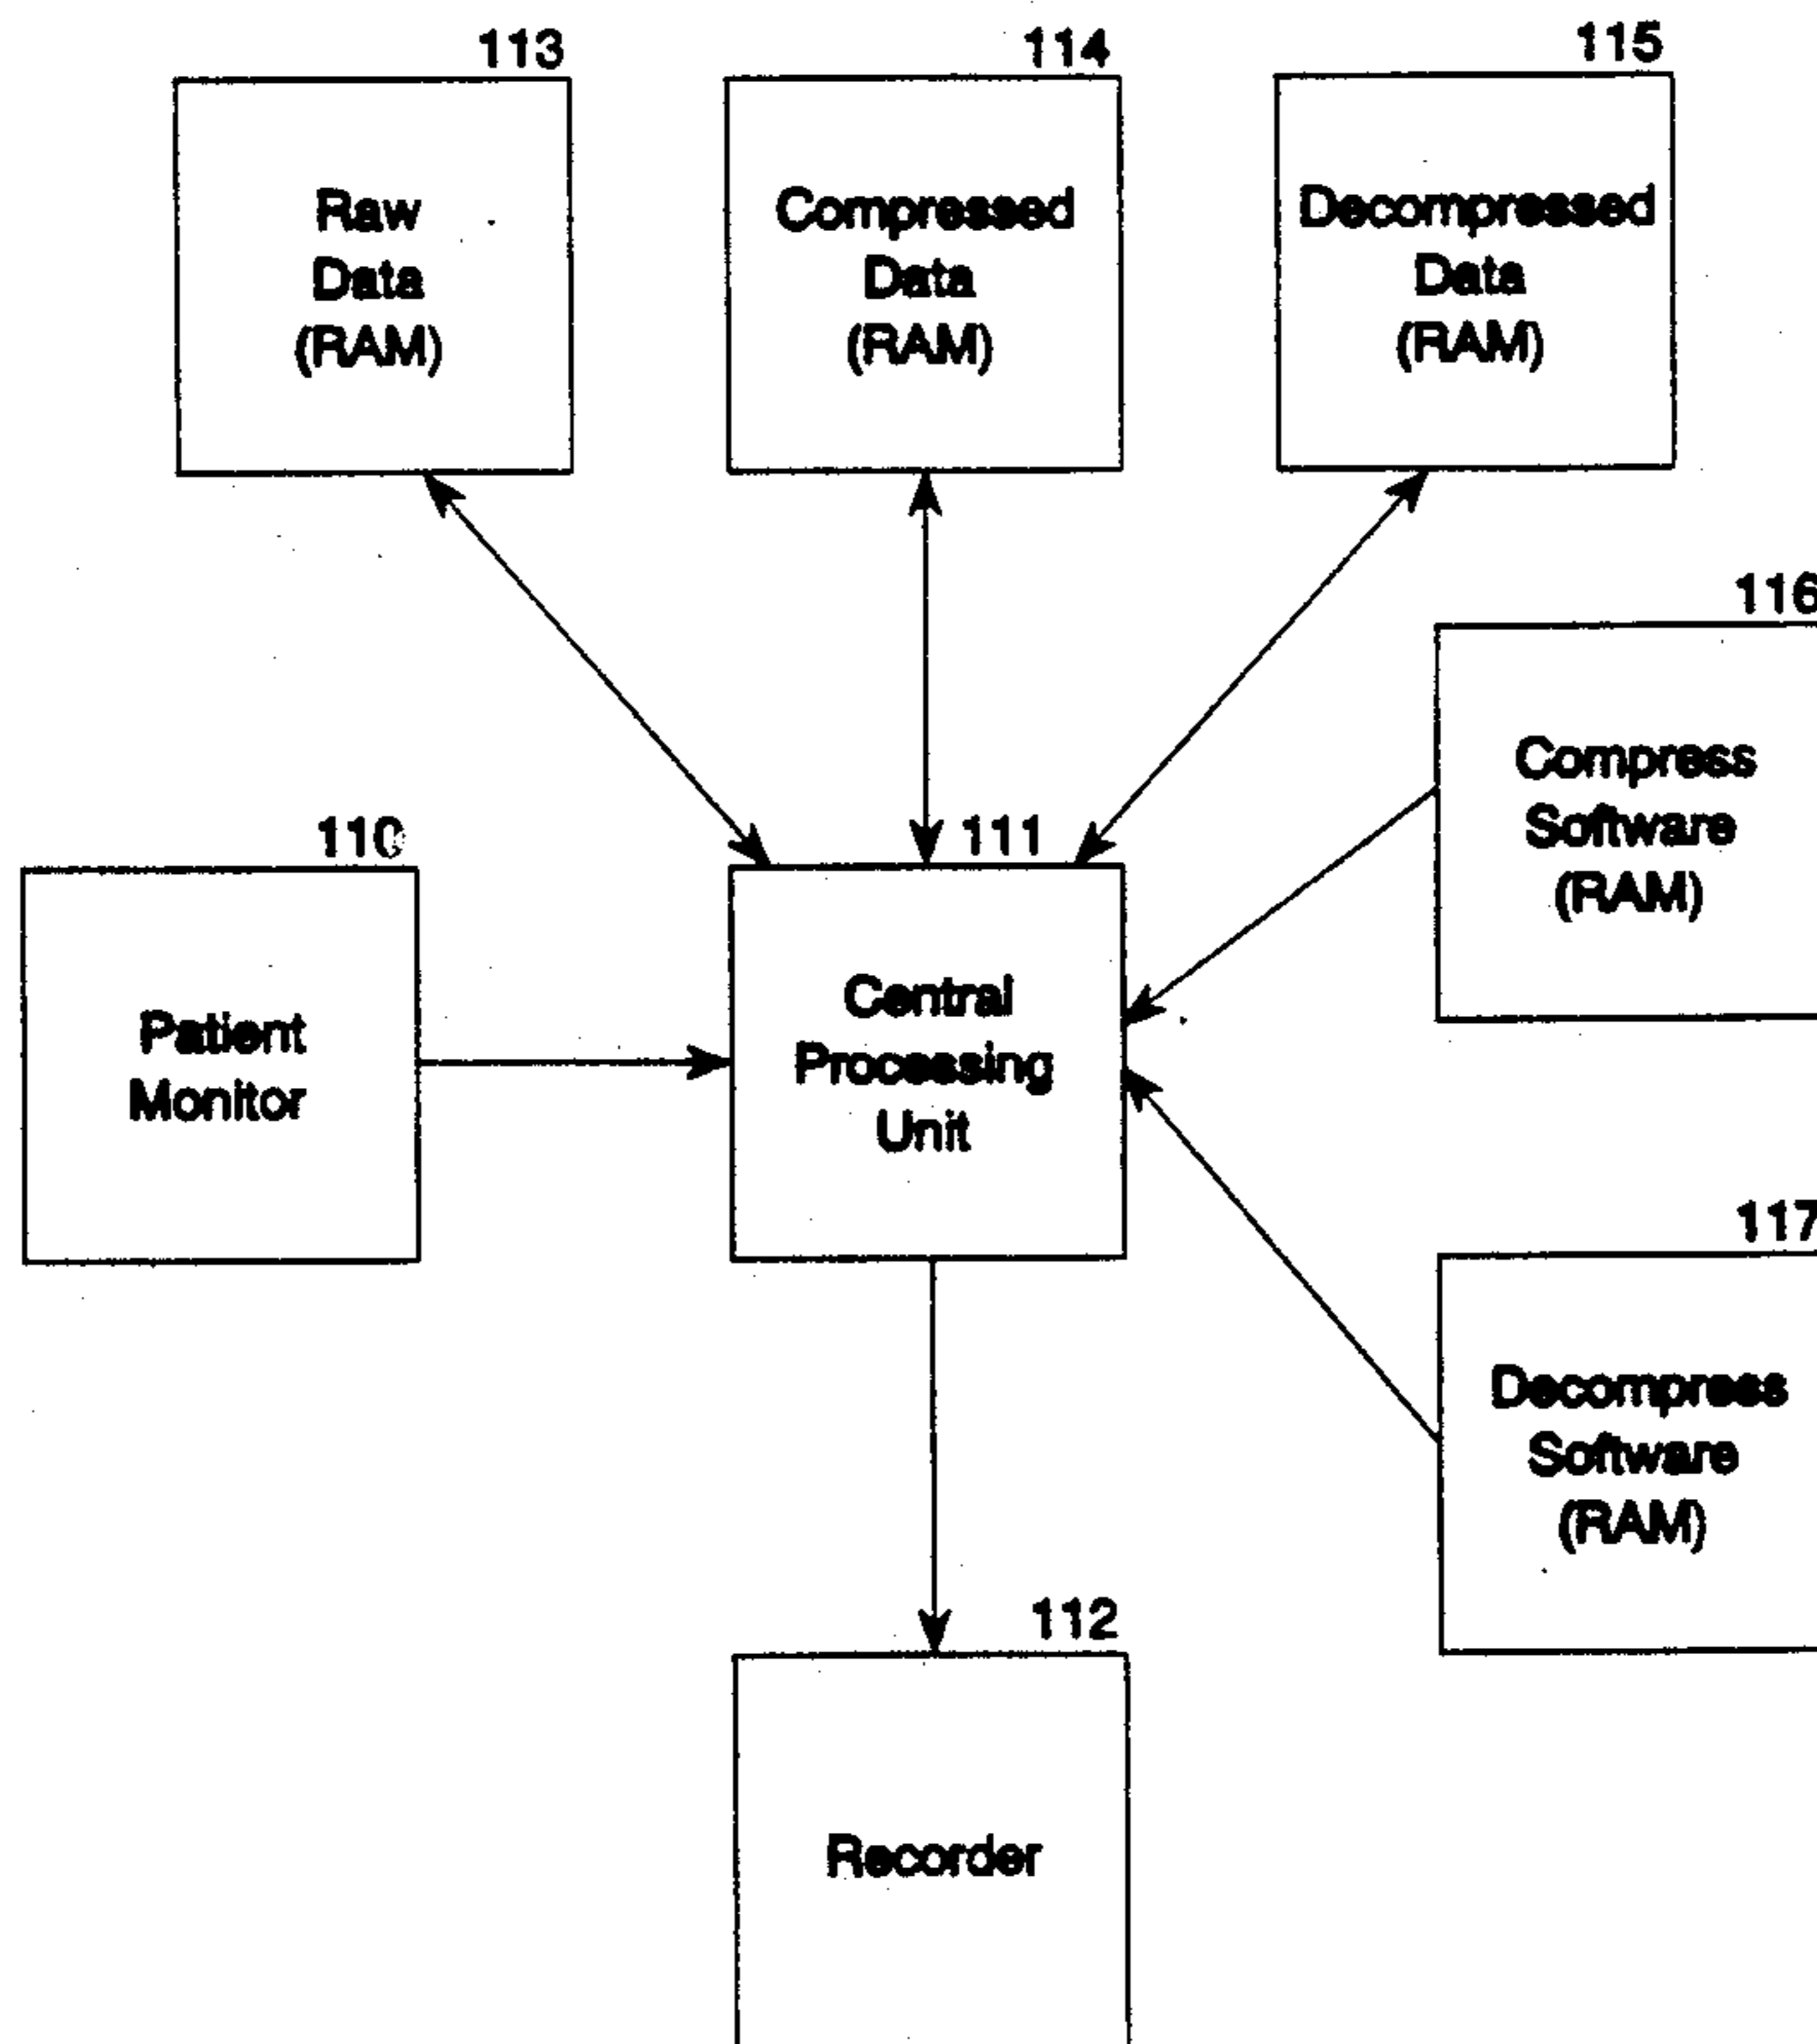 113
Raw
Data
(RAM)
114
Compressed
Data
(RAM)
115
Decompressed
Data
(RAM)
116
Compress
Software
(RAM)
110
Patient
Monitor
111
Central
Processing
Unit
117
Decompress
Software
(RAM)
112
Recorder